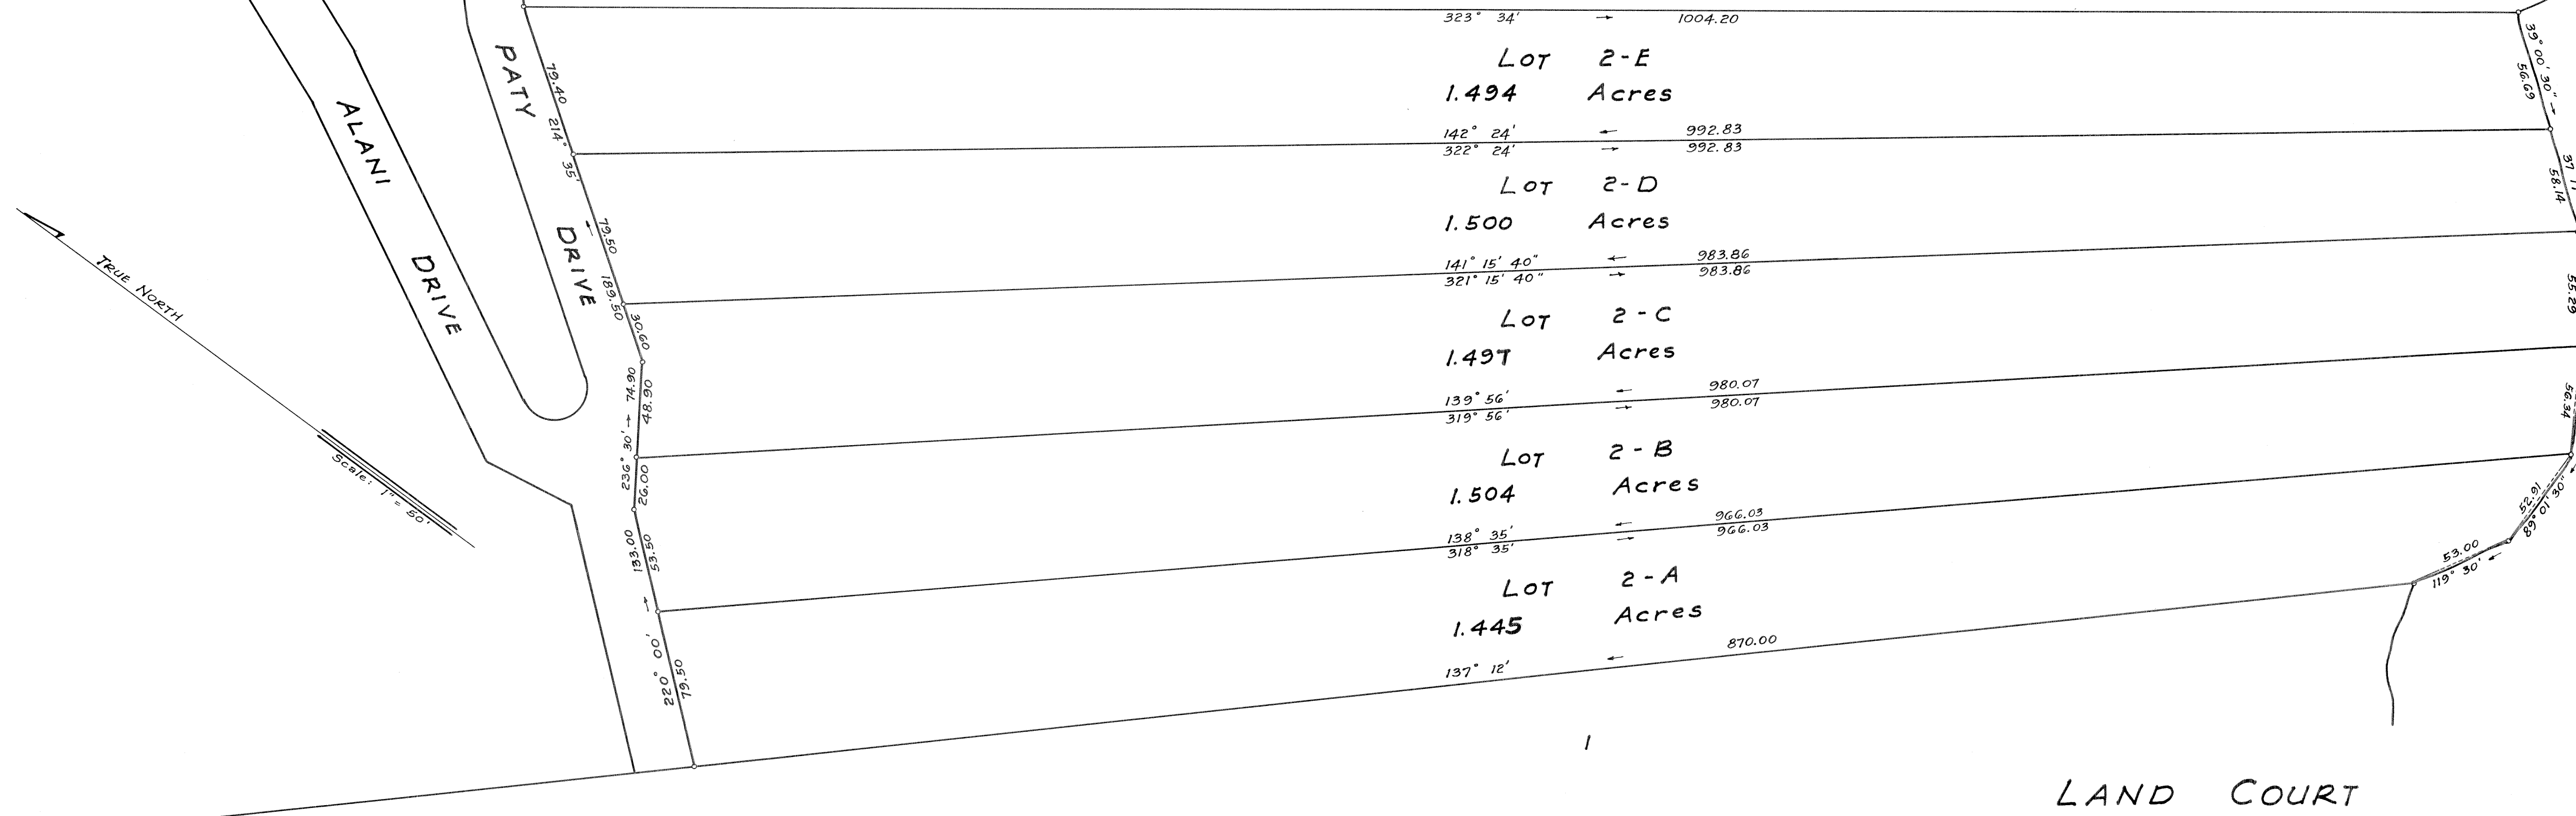 323° 34' → 1004.20
LOT 2-E
1.494 Acres
142° 24' ← 992.83
322° 24' → 992.83
LOT 2-D
1.500 Acres
141° 15' 40" ← 983.86
321° 15' 40" → 983.86
LOT 2-C
1.497 Acres
139° 56' ← 980.07
319° 56' → 980.07
LOT 2-B
1.504 Acres
138° 35' ← 966.03
318° 35' → 966.03
LOT 2-A
1.445 Acres
137° 12' ← 870.00
1
LAND COURT
ALANI DRIVE
PATY DRIVE
TRUE NORTH
Scale: 1" = 50'
79.40
214° 35'
79.50
189.50
30.60
236° 30' → 74.90
48.90
26.00
133.00
53.50
220° 00'
79.50
39° 00' 30" →
56.69
58.14
55.29
56.34
52.91
89° 10' 30"
53.00
119° 30' ←